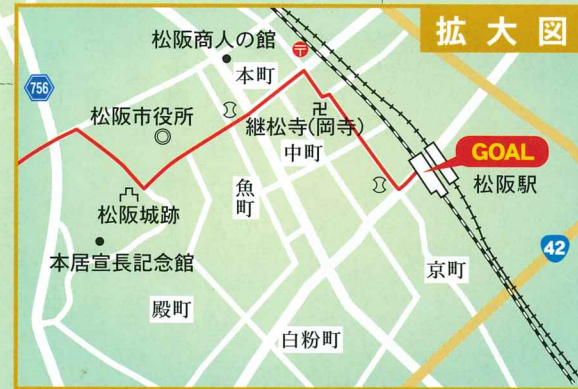 拡大図
松阪商人の館
〒
本町
756
松阪市役所
卍
継松寺(岡寺)
中町
GOAL
松阪駅
魚町
松阪城跡
本居宣長記念館
42
京町
殿町
白粉町